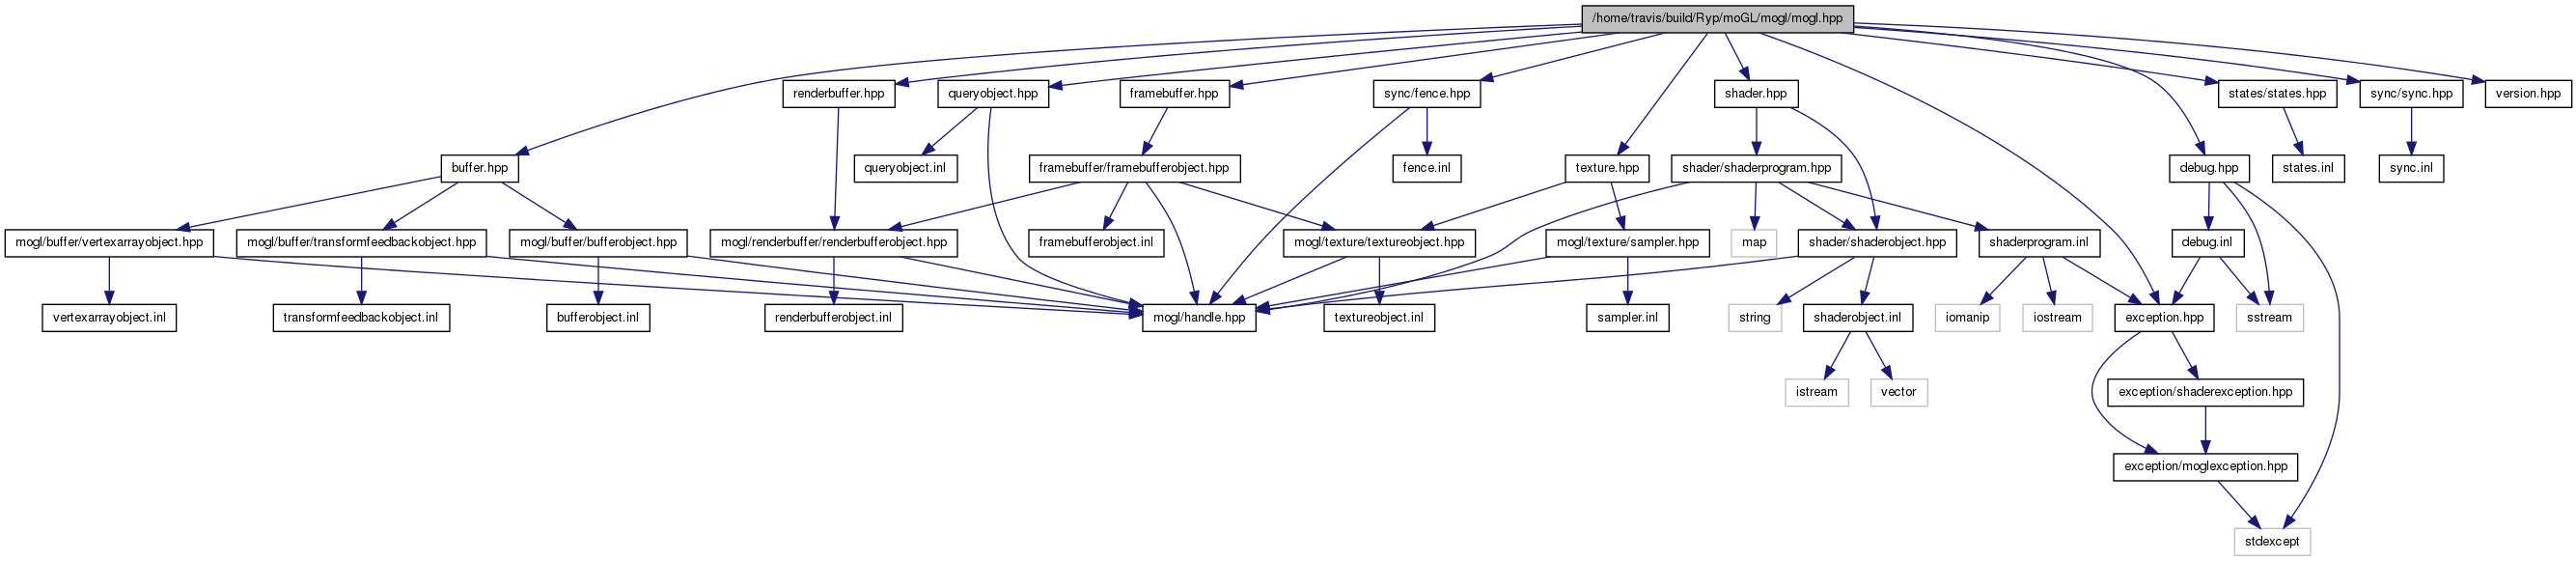 /home/travis/build/Ryp/moGL/mogl/mogl.hpp
renderbuffer.hpp
queryobject.hpp
framebuffer.hpp
sync/fence.hpp
shader.hpp
states/states.hpp
sync/sync.hpp
version.hpp
buffer.hpp
queryobject.inl
framebuffer/framebufferobject.hpp
fence.inl
texture.hpp
shader/shaderprogram.hpp
debug.hpp
states.inl
sync.inl
mogl/buffer/vertexarrayobject.hpp
mogl/buffer/transformfeedbackobject.hpp
mogl/buffer/bufferobject.hpp
mogl/renderbuffer/renderbufferobject.hpp
framebufferobject.inl
mogl/texture/textureobject.hpp
mogl/texture/sampler.hpp
map
shader/shaderobject.hpp
shaderprogram.inl
debug.inl
vertexarrayobject.inl
transformfeedbackobject.inl
bufferobject.inl
renderbufferobject.inl
mogl/handle.hpp
textureobject.inl
sampler.inl
string
shaderobject.inl
iomanip
iostream
exception.hpp
sstream
istream
vector
exception/shaderexception.hpp
exception/moglexception.hpp
stdexcept